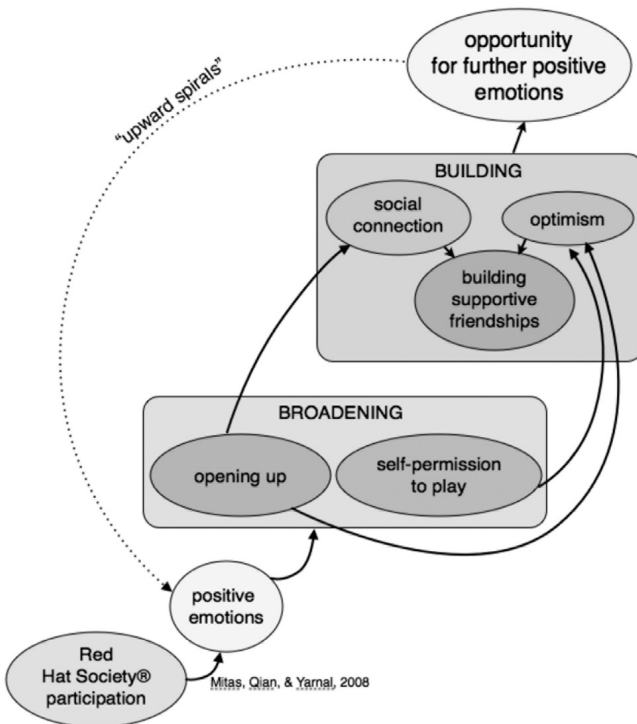 opportunity
for further positive
emotions
“upward spirals”
BUILDING
social
connection
optimism
building
supportive
friendships
BROADENING
opening up
self-permission
to play
positive
emotions
Red
Hat Society®
participation
Mitas, Qian, & Yarnal, 2008